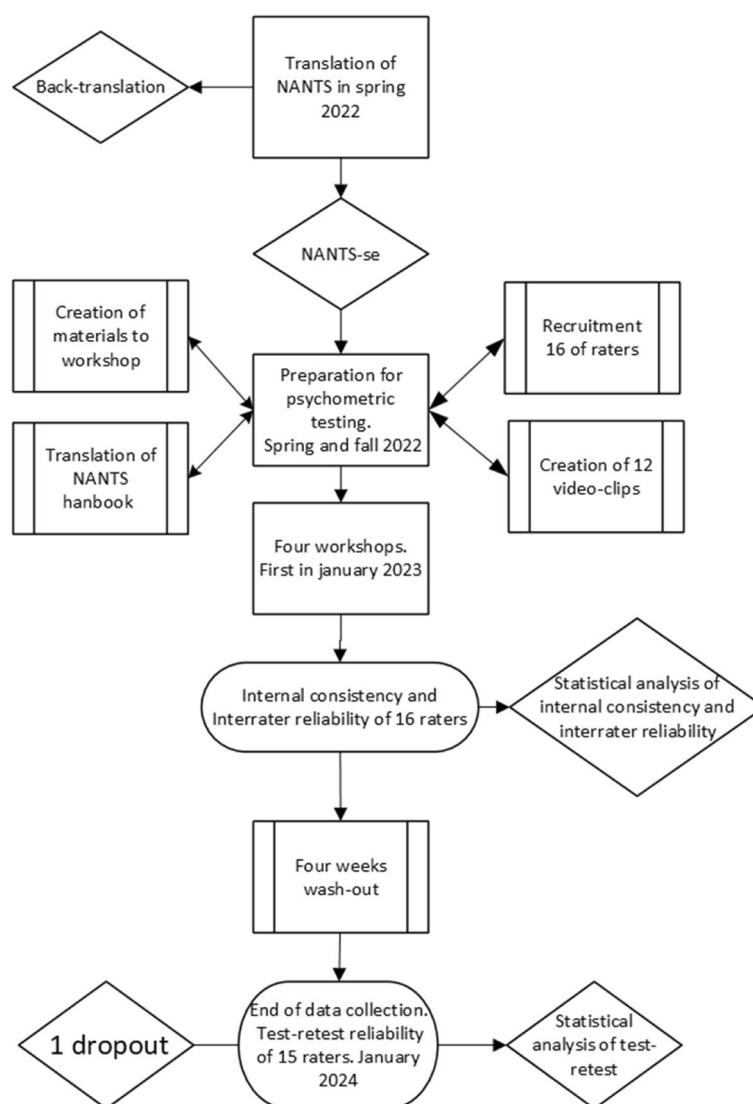 Back-translation
Translation of
NANTS in spring
2022
NANTS-se
Creation of
materials to
workshop
Recruitment
16 of raters
Preparation for
psychometric
testing.
Spring and fall 2022
Translation of
NANTS
hanbook
Creation of 12
video-clips
Four workshops.
First in january 2023
Internal consistency and
Interrater reliability of 16 raters
Statistical analysis of
internal consistency and
interrater reliability
Four weeks
wash-out
1 dropout
End of data collection.
Test-retest reliability
of 15 raters. January
2024
Statistical
analysis of test-
retest